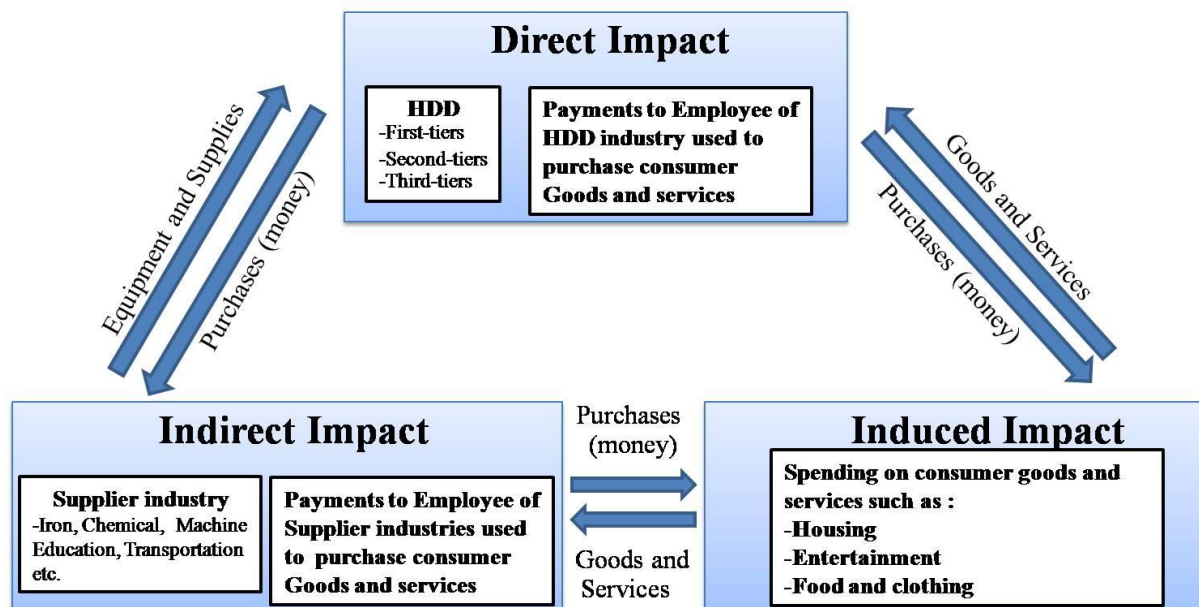 Direct Impact
HDD
-First-tiers
-Second-tiers
-Third-tiers
Payments to Employee of
HDD industry used to
purchase consumer
Goods and services
Equipment and Supplies
Purchases (money)
Goods and Services
Purchases (money)
Indirect Impact
Supplier industry
-Iron, Chemical, Machine
Education, Transportation
etc.
Payments to Employee of
Supplier industries used
to purchase consumer
Goods and services
Purchases
(money)
Goods and
Services
Induced Impact
Spending on consumer goods and
services such as :
-Housing
-Entertainment
-Food and clothing